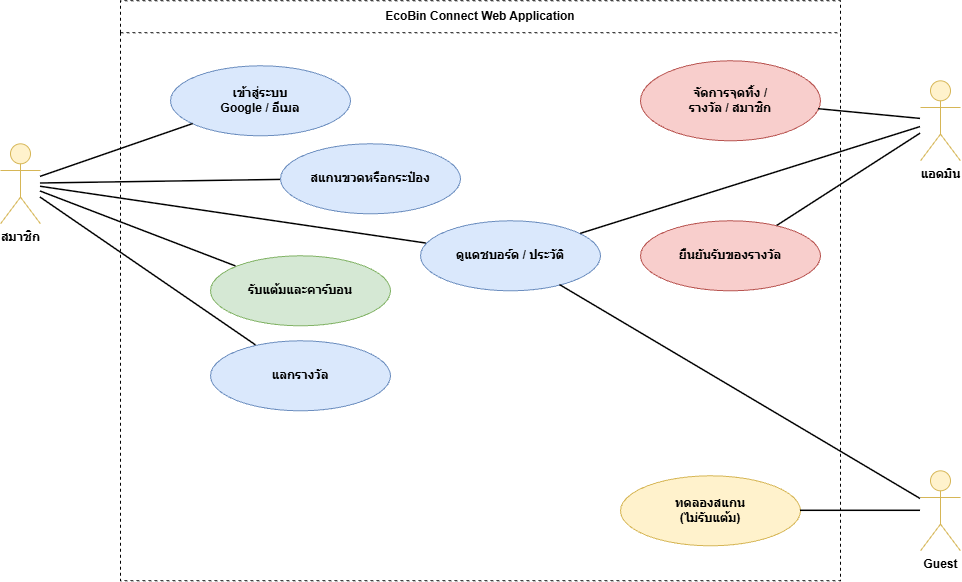 EcoBin Connect Web Application
เข้าสู่ระบบ
Google / อีเมล
จัดการจุดทิ้ง /
รางวัล / สมาชิก
แอดมิน
สแกนขวดหรือกระป๋อง
สมาชิก
ดูแดชบอร์ด / ประวัติ
ยืนยันรับของรางวัล
รับแต้มและคาร์บอน
แลกรางวัล
ทดลองสแกน
(ไม่รับแต้ม)
Guest